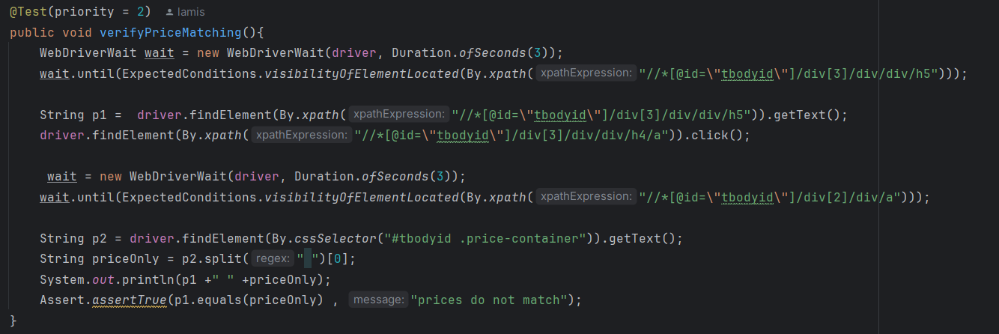 @Test(priority = 2) lamis
public void verifyPriceMatching(){
WebDriverWait wait = new WebDriverWait(driver, Duration.ofSeconds(3));
wait.until(ExpectedConditions.visibilityOfElementLocated(By.xpath( xpathExpression: "//*[@id=\"tbodyid\"]/div[3]/div/div/h5")));
String p1 =  driver.findElement(By.xpath( xpathExpression: "//*[@id=\"tbodyid\"]/div[3]/div/div/h5")).getText();
driver.findElement(By.xpath( xpathExpression: "//*[@id=\"tbodyid\"]/div[3]/div/div/h4/a")).click();
wait = new WebDriverWait(driver, Duration.ofSeconds(3));
wait.until(ExpectedConditions.visibilityOfElementLocated(By.xpath( xpathExpression: "//*[@id=\"tbodyid\"]/div[2]/div/a")));
String p2 = driver.findElement(By.cssSelector("#tbodyid .price-container")).getText();
String priceOnly = p2.split( regex: " ")[0];
System.out.println(p1 +" " +priceOnly);
Assert.assertTrue(p1.equals(priceOnly) , message: "prices do not match");
}